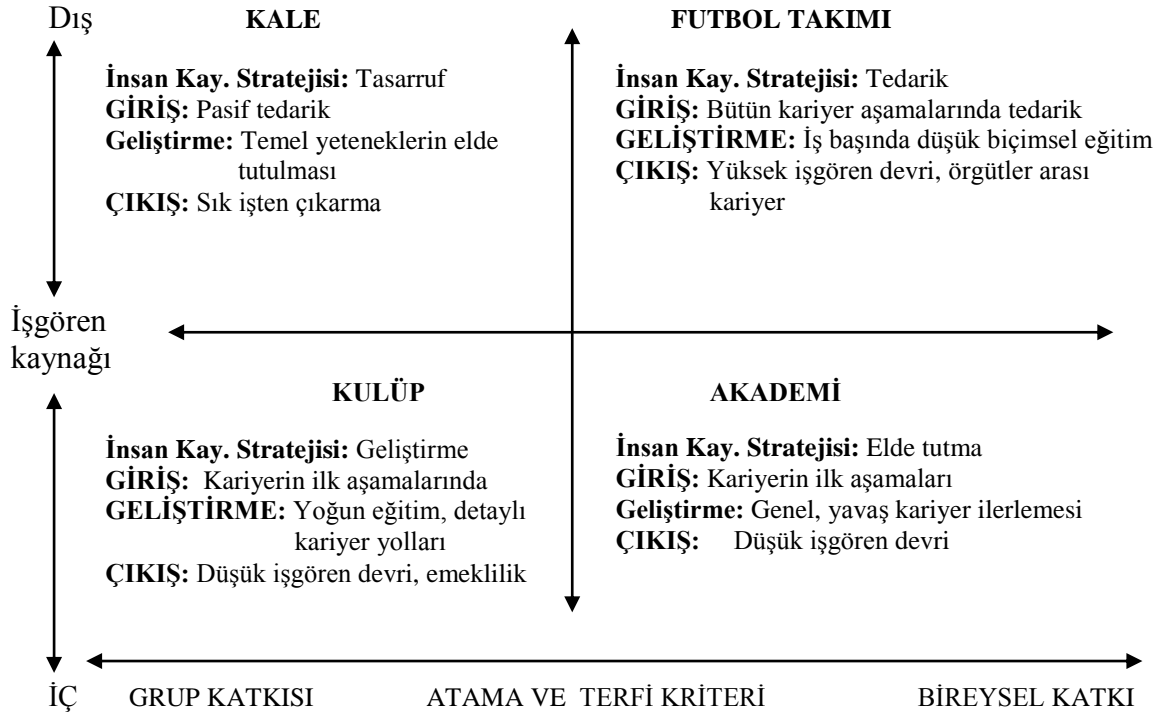 Dış
KALE
İnsan Kay. Stratejisi: Tasarruf
GİRİŞ: Pasif tedarik
Geliştirme: Temel yeteneklerin elde
tutulması
ÇIKIŞ: Sık işten çıkarma
FUTBOL TAKIMI
İnsan Kay. Stratejisi: Tedarik
GİRİŞ: Bütün kariyer aşamalarında tedarik
GELİŞTİRME: İş başında düşük biçimsel eğitim
ÇIKIŞ: Yüksek işgören devri, örgütler arası
kariyer
İşgören
kaynağı
KULÜP
İnsan Kay. Stratejisi: Geliştirme
GİRİŞ: Kariyerin ilk aşamalarında
GELİŞTİRME: Yoğun eğitim, detaylı
kariyer yolları
ÇIKIŞ: Düşük işgören devri, emeklilik
AKADEMİ
İnsan Kay. Stratejisi: Elde tutma
GİRİŞ: Kariyerin ilk aşamaları
Geliştirme: Genel, yavaş kariyer ilerlemesi
ÇIKIŞ: Düşük işgören devri
İÇ
GRUP KATKISI
ATAMA VE TERFİ KRİTERİ
BİREYSEL KATKI